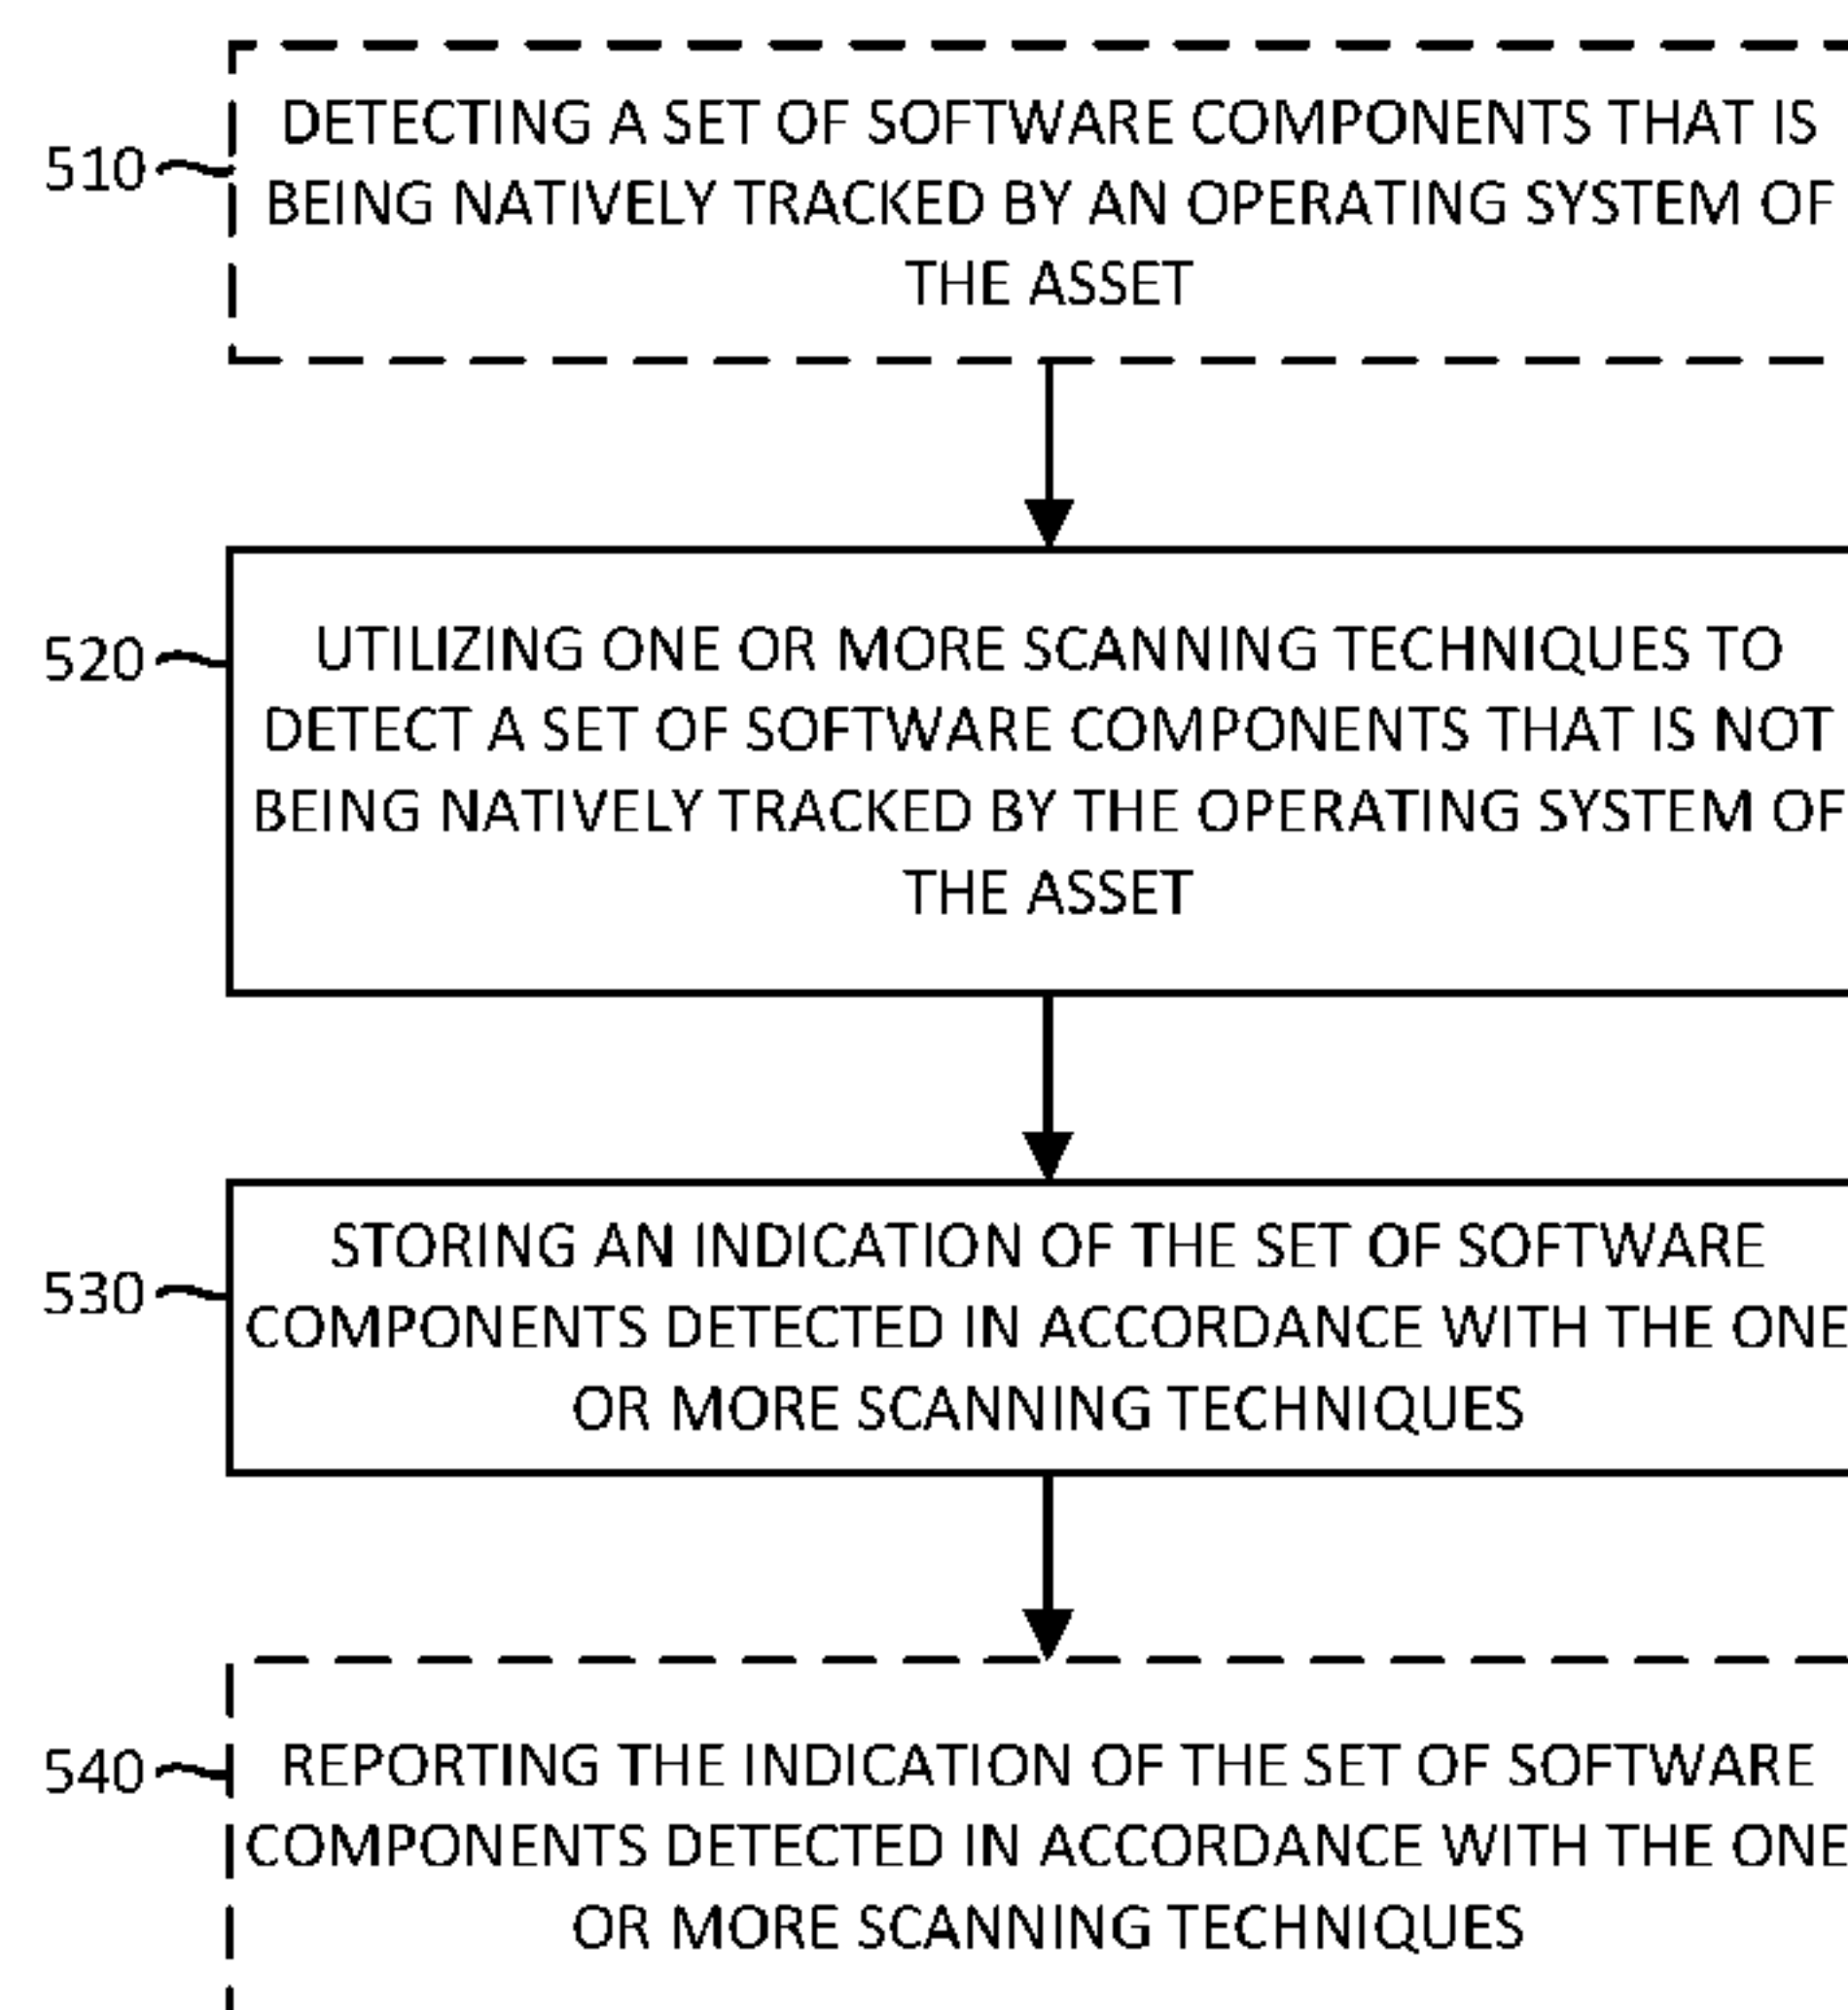 DETECTING A SET OF SOFTWARE COMPONENTS THAT IS
510
BEING NATIVELY TRACKED BY AN OPERATING SYSTEM OF
THE ASSET
520
UTILIZING ONE OR MORE SCANNING TECHNIQUES TO
DETECT A SET OF SOFTWARE COMPONENTS THAT IS NOT
BEING NATIVELY TRACKED BY THE OPERATING SYSTEM OF
THE ASSET
STORING AN INDICATION OF THE SET OF SOFTWARE
530
COMPONENTS DETECTED IN ACCORDANCE WITH THE ONE
OR MORE SCANNING TECHNIQUES
540
REPORTING THE INDICATION OF THE SET OF SOFTWARE
COMPONENTS DETECTED IN ACCORDANCE WITH THE ONE
OR MORE SCANNING TECHNIQUES